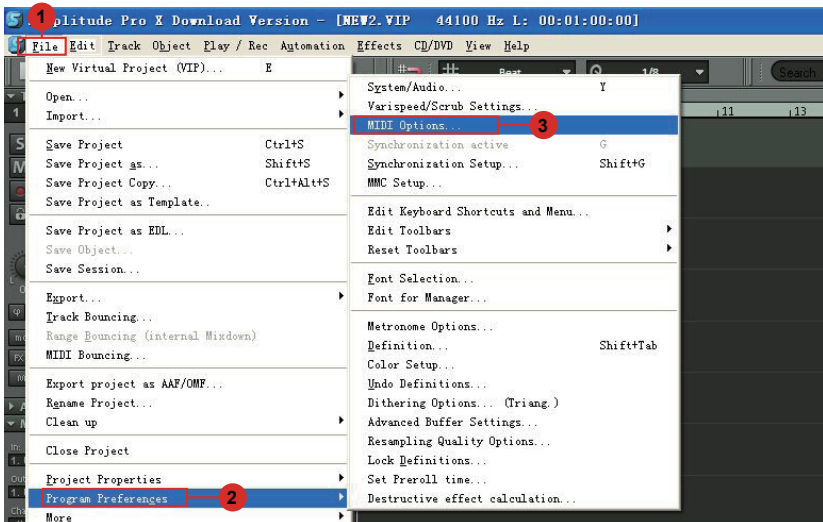 plitude Pro X Download Version - [NEW2.VIP 44100 Hz L: 00:01:00:00]
1
File Edit Track Object Play / Rec Automation Effects CD/DVD View Help
New Virtual Project (VIP)... E
Open...
Import...
Save Project Ctrl+S
Save Project as... Shift+S
Save Project Copy... Ctrl+Alt+S
Save Project as Template..
Save Project as EDL...
Save Object...
Save Session...
Export...
Track Bouncing...
Range Bouncing (internal Mixdown)
MIDI Bouncing...
Export project as AAF/OMF...
Rename Project...
Clean up
Close Project
Project Properties
Program Preferences 2
More
Beat 1/8 Search
System/Audio... Y
Varispeed/Scrub Settings...
MIDI Options... 3
Synchronization active G
Synchronization Setup... Shift+G
MMC Setup...
Edit Keyboard Shortcuts and Menu...
Edit Toolbars
Reset Toolbars
Font Selection...
Font for Manager...
Metronome Options...
Definition... Shift+Tab
Color Setup...
Undo Definitions...
Dithering Options... (Triang.)
Advanced Buffer Settings...
Resampling Quality Options...
Lock Definitions...
Set Preroll time...
Destructive effect calculation...
11 13